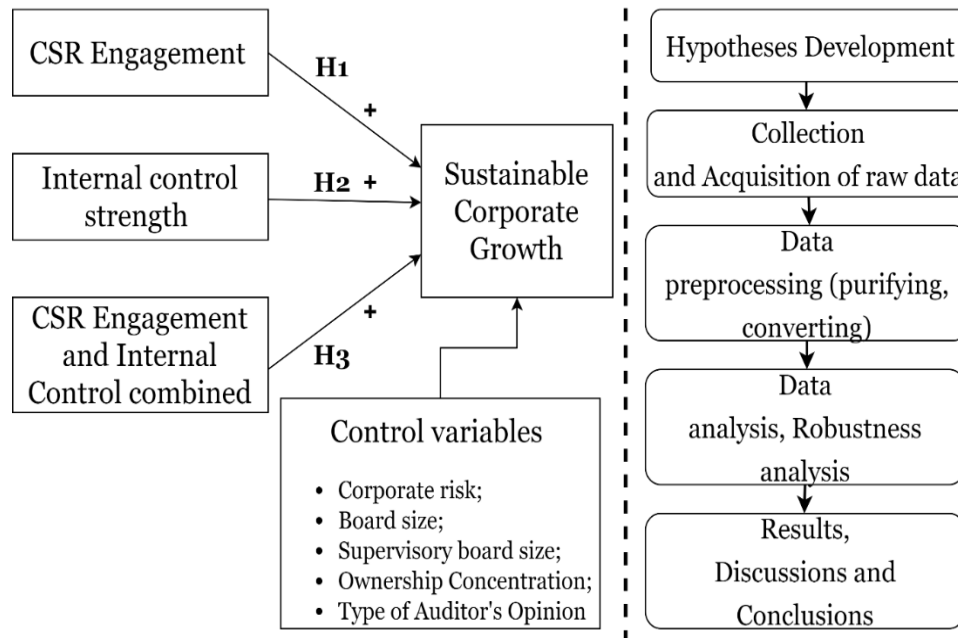 CSR Engagement
H1
+
Internal control
strength
H2 +
CSR Engagement
and Internal
Control combined
+
H3
Sustainable
Corporate
Growth
Control variables
• Corporate risk;
• Board size;
• Supervisory board size;
• Ownership Concentration;
• Type of Auditor's Opinion
Hypotheses Development
Collection
and Acquisition of raw data
Data
preprocessing (purifying,
converting)
Data
analysis, Robustness
analysis
Results,
Discussions and
Conclusions